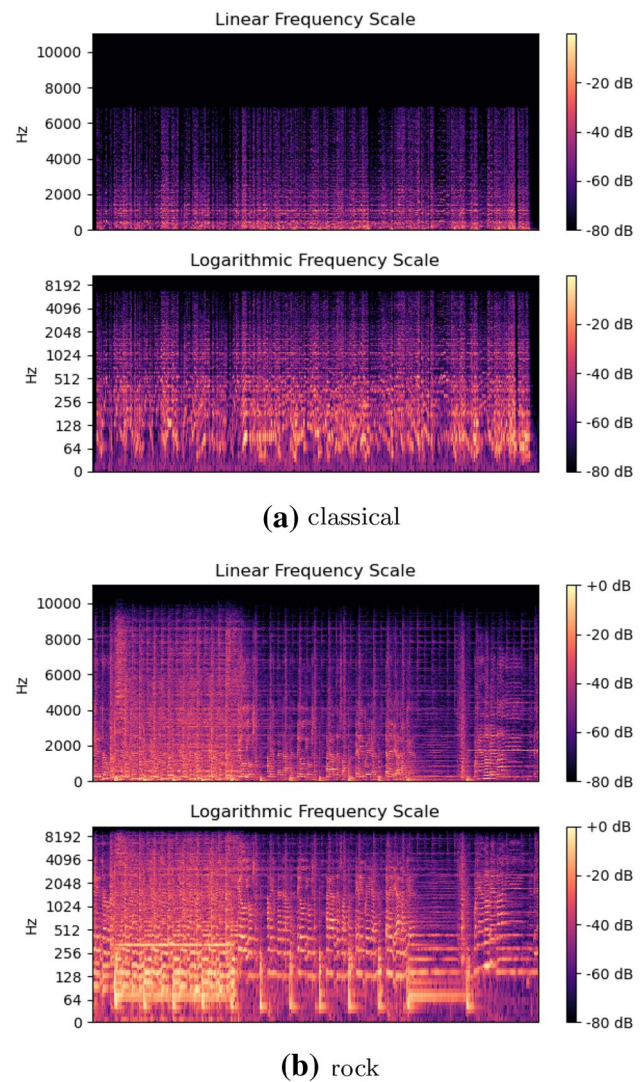 Linear Frequency Scale
10000
8000
6000
4000
2000
0
Hz
-20 dB
-40 dB
-60 dB
-80 dB
Logarithmic Frequency Scale
8192
4096
2048
1024
512
256
128
64
0
Hz
-20 dB
-40 dB
-60 dB
-80 dB
(a) classical
Linear Frequency Scale
10000
8000
6000
4000
2000
0
Hz
+0 dB
-20 dB
-40 dB
-60 dB
-80 dB
Logarithmic Frequency Scale
8192
4096
2048
1024
512
256
128
64
0
Hz
+0 dB
-20 dB
-40 dB
-60 dB
-80 dB
(b) rock